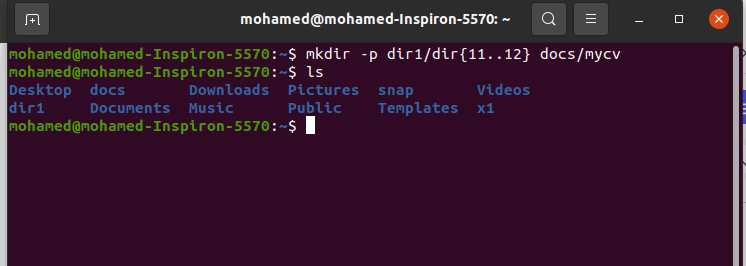 mohamed@mohamed-Inspiron-5570: ~
mohamed@mohamed-Inspiron-5570:~$ mkdir -p dir1/dir{11..12} docs/mycv
mohamed@mohamed-Inspiron-5570:~$ ls
Desktop  docs       Downloads  Pictures  snap       Videos
dir1     Documents  Music      Public    Templates  x1
mohamed@mohamed-Inspiron-5570:~$